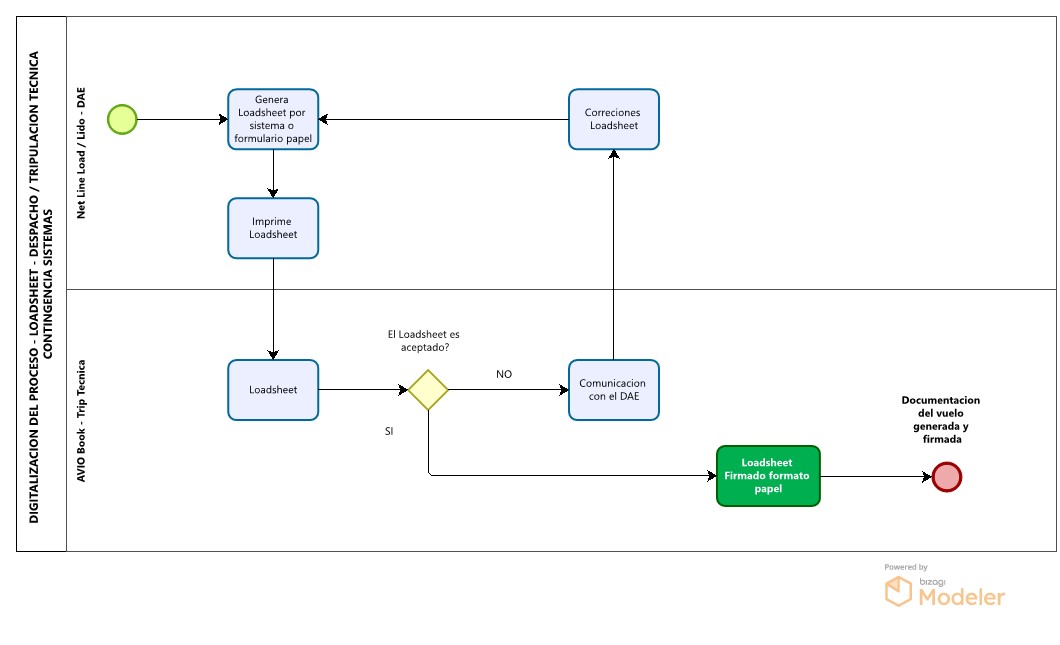 DIGITALIZACION DEL PROCESO - LOADSHEET - DESPACHO / TRIPULACION TECNICA
CONTINGENCIA SISTEMAS
Net Line Load / Lido - DAE
Genera
Loadsheet por
sistema o
formulario papel
Correciones
Loadsheet
Imprime
Loadsheet
AVIO Book - Trip Tecnica
El Loadsheet es
aceptado?
Loadsheet
NO
Comunicacion
con el DAE
SI
Documentacion
del vuelo
generada y
firmada
Loadsheet
Firmado formato
papel
Powered by
bizagi
Modeler